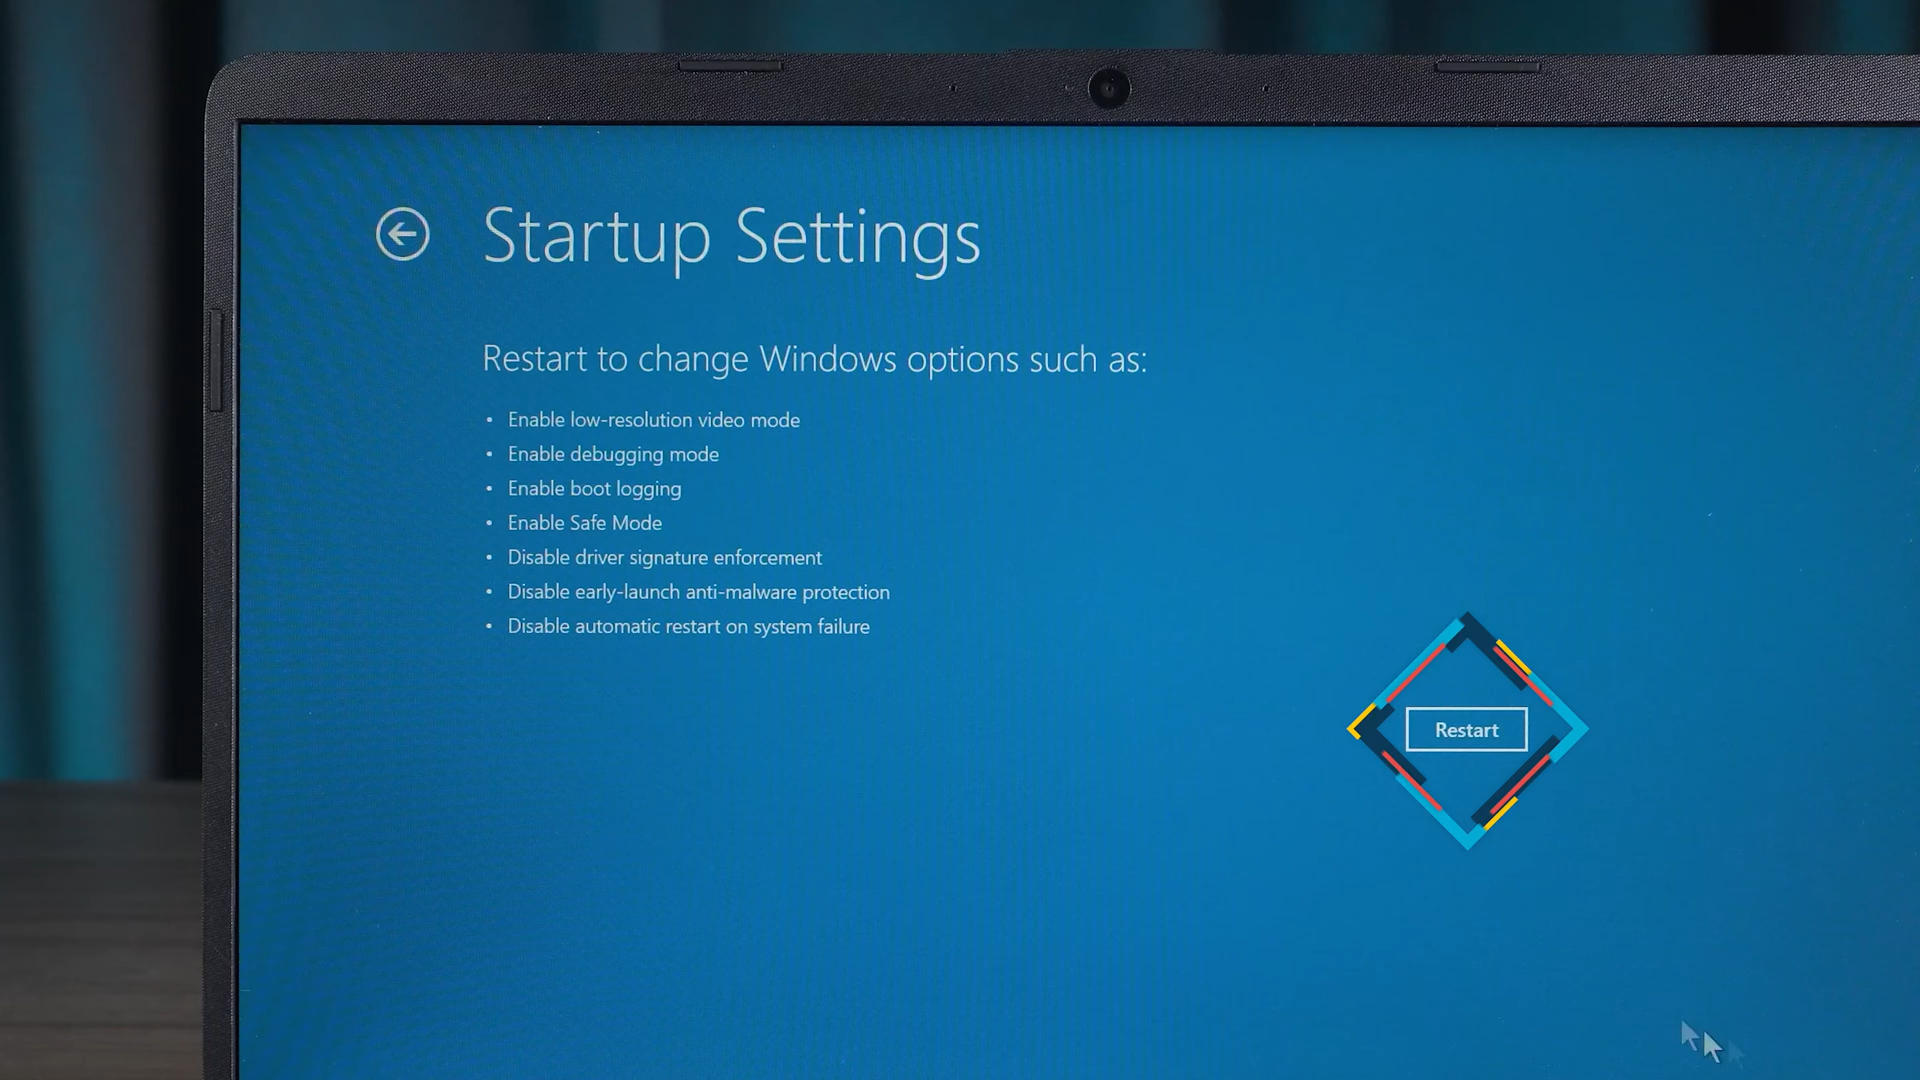 Startup Settings
Restart to change Windows options such as:
• Enable low-resolution video mode
• Enable debugging mode
• Enable boot logging
• Enable Safe Mode
• Disable driver signature enforcement
• Disable early-launch anti-malware protection
• Disable automatic restart on system failure
Restart